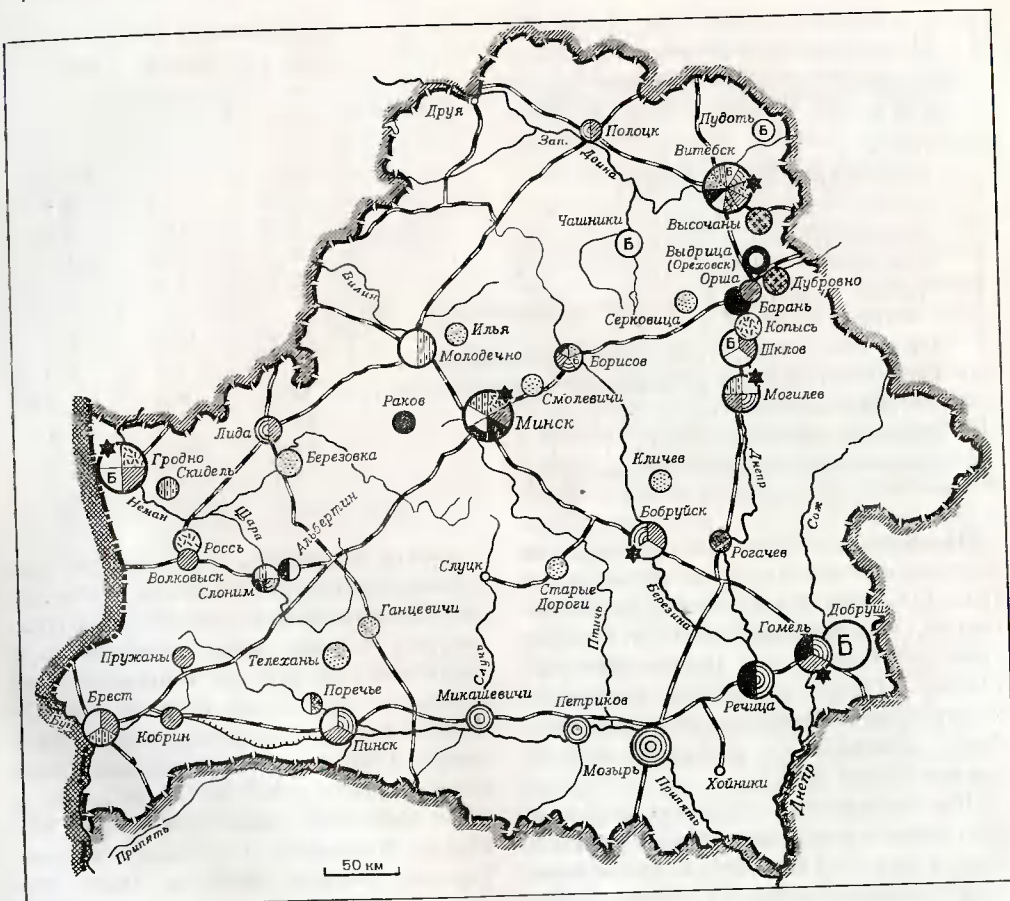 Друя
Полоцк
Пудоть
Б
Зап.
Двина
Витебск
Б
Чашники
Б
Высочаны
Выдрица
(Ореховск)
Орша
Дубровно
Барань
Серковица
Копысь
Б
Шклов
Илья
Молодечно
Борисов
Б
Смолевичи
Могилев
Раков
Минск
Лида
Гродно
Б
Скидель
Березовка
Кличев
Днепр
Сож
Неман
Щара
Альбертин
Бобруйск
Россь
Волковыск
Слоним
Слуцк
Старые
Дороги
Рогачев
Ганцевичи
Птичь
Березина
Добруш
Б
Гомель
Пружаны
Телеханы
Случь
Брест
Поречье
Микашевичи
Петриков
Речица
Буг
Кобрин
Пинск
Мозырь
Хойники
Припять
Днепр
Припять
50 км